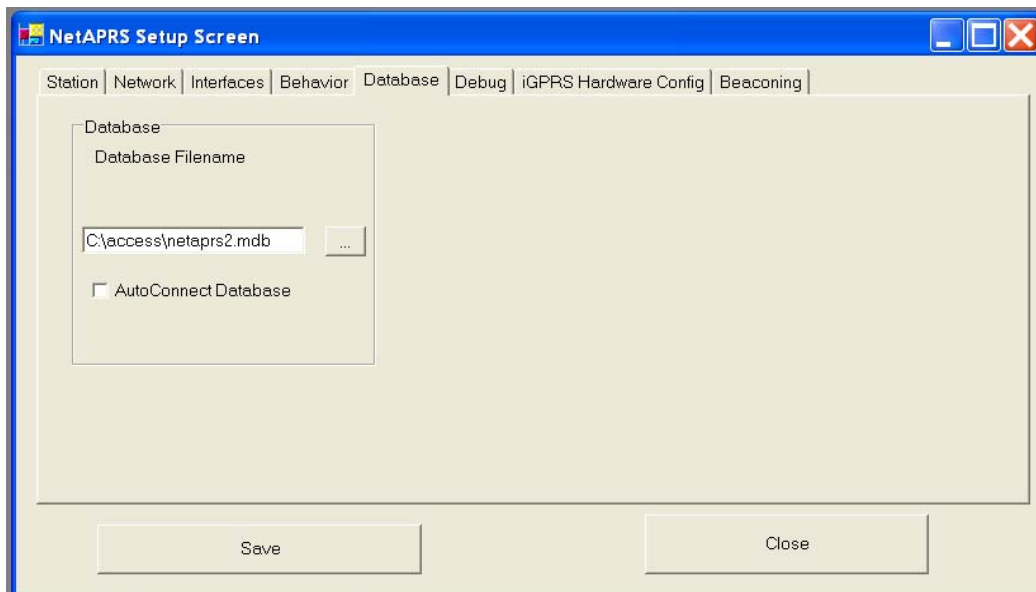 NetAPRS Setup Screen
Station Network Interfaces Behavior Database Debug iGPRS Hardware Config Beaconing
Database
Database Filename
C:\access\netaprs2.mdb ...
AutoConnect Database
Save Close